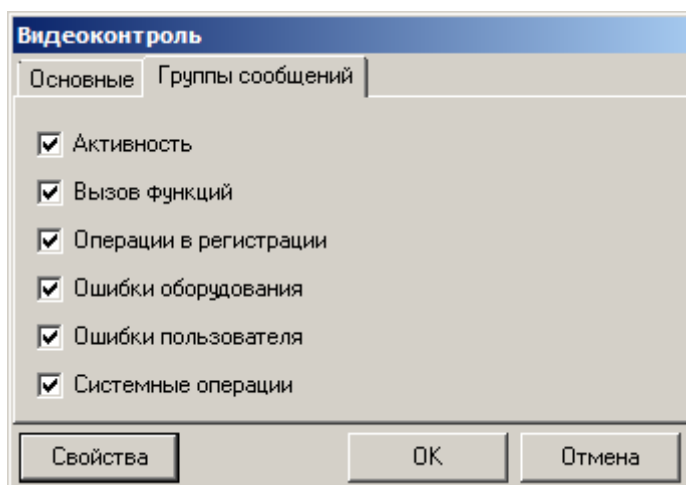 Видеоконтроль
Основные Группы сообщений
Активность
Вызов функций
Операции в регистрации
Ошибки оборудования
Ошибки пользователя
Системные операции
Свойства OK Отмена